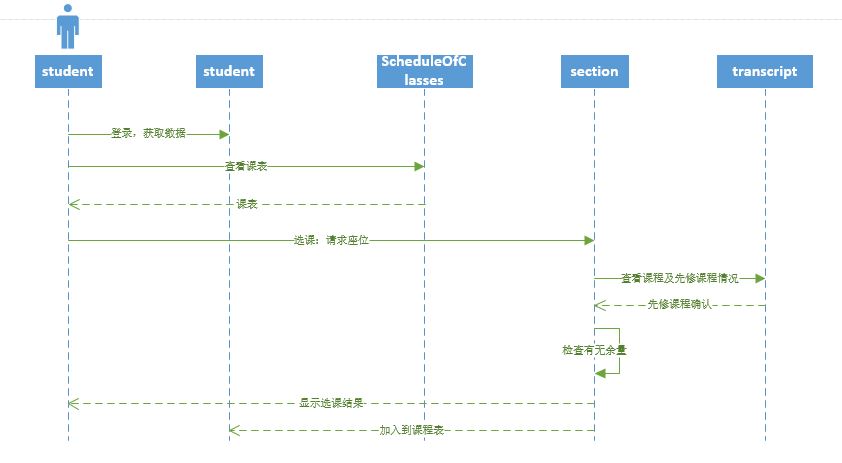 student
student
ScheduleOfC
lasses
section
transcript
登录，获取数据
查看课表
课表
选课：请求座位
查看课程及先修课程情况
先修课程确认
检查有无余量
显示选课结果
加入到课程表